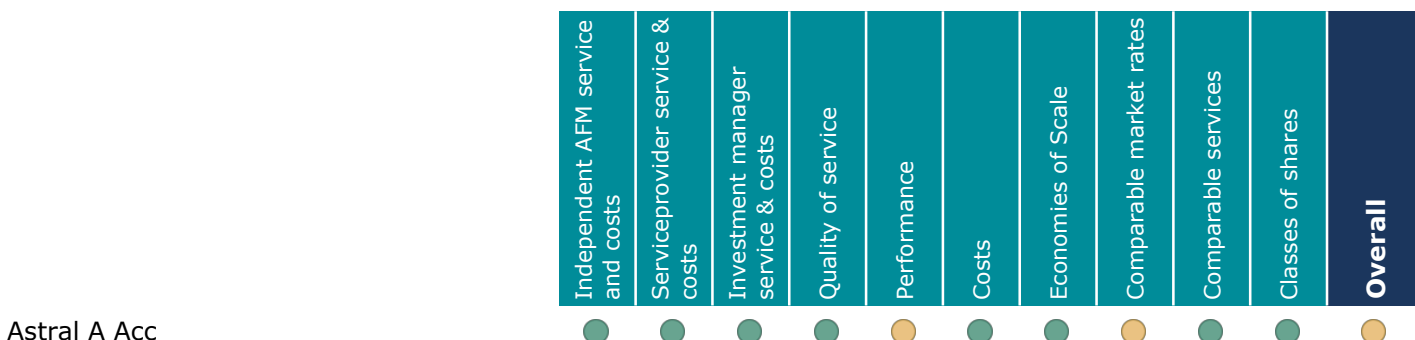 Independent AFM service
and costs
Serviceprovider service &
costs
Investment manager
service & costs
Quality of service
Performance
Costs
Economies of Scale
Comparable market rates
Comparable services
Classes of shares
Overall
Astral A Acc